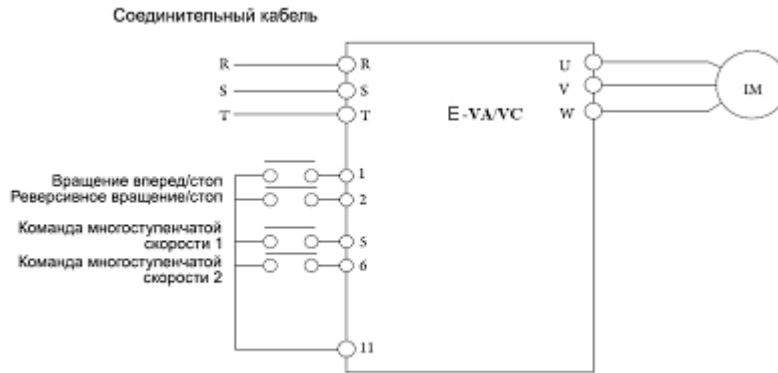 Соединительный кабель
R R U
S S V IM
T T E-VA/VC W
Вращение вперед/стоп 1
Реверсивное вращение/стоп 2
Команда многоступенчатой
скорости 1 5
Команда многоступенчатой 6
скорости 2
11